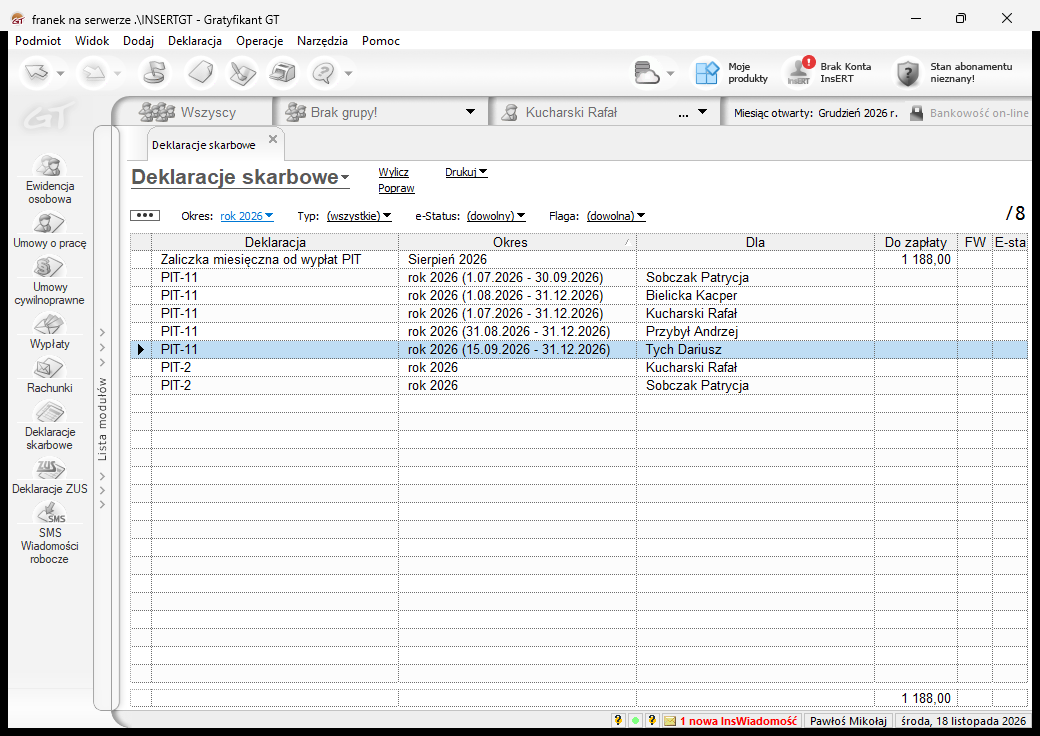 franek na serwerze .\INSERTGT - Gratyfikant GT
Podmiot Widok Dodaj Deklaracja Operacje Narzędzia Pomoc
Moje produkty
Brak Konta InsERT
Stan abonamentu nieznany!
GT
Wszyscy
Brak grupy!
Kucharski Rafał ...
Miesiąc otwarty: Grudzień 2026 r.
Bankowość on-line
Ewidencja
osobowa
Umowy o pracę
Umowy
cywilnoprawne
Wypłaty
Rachunki
Deklaracje
skarbowe
Deklaracje ZUS
SMS
Wiadomości
robocze
Lista modułów
Deklaracje skarbowe
Deklaracje skarbowe
Wylicz
Popraw
Drukuj
Okres: rok 2026 Typ: (wszystkie) e-Status: (dowolny) Flaga: (dowolna)
/8
Deklaracja Okres Dla Do zapłaty FW E-sta
Zaliczka miesięczna od wypłat PIT Sierpień 2026 1 188,00
PIT-11 rok 2026 (1.07.2026 - 30.09.2026) Sobczak Patrycja
PIT-11 rok 2026 (1.08.2026 - 31.12.2026) Bielicka Kacper
PIT-11 rok 2026 (1.07.2026 - 31.12.2026) Kucharski Rafał
PIT-11 rok 2026 (31.08.2026 - 31.12.2026) Przybył Andrzej
PIT-11 rok 2026 (15.09.2026 - 31.12.2026) Tych Dariusz
PIT-2 rok 2026 Kucharski Rafał
PIT-2 rok 2026 Sobczak Patrycja
1 188,00
1 nowa InsWiadomość Pawłoś Mikołaj środa, 18 listopada 2026